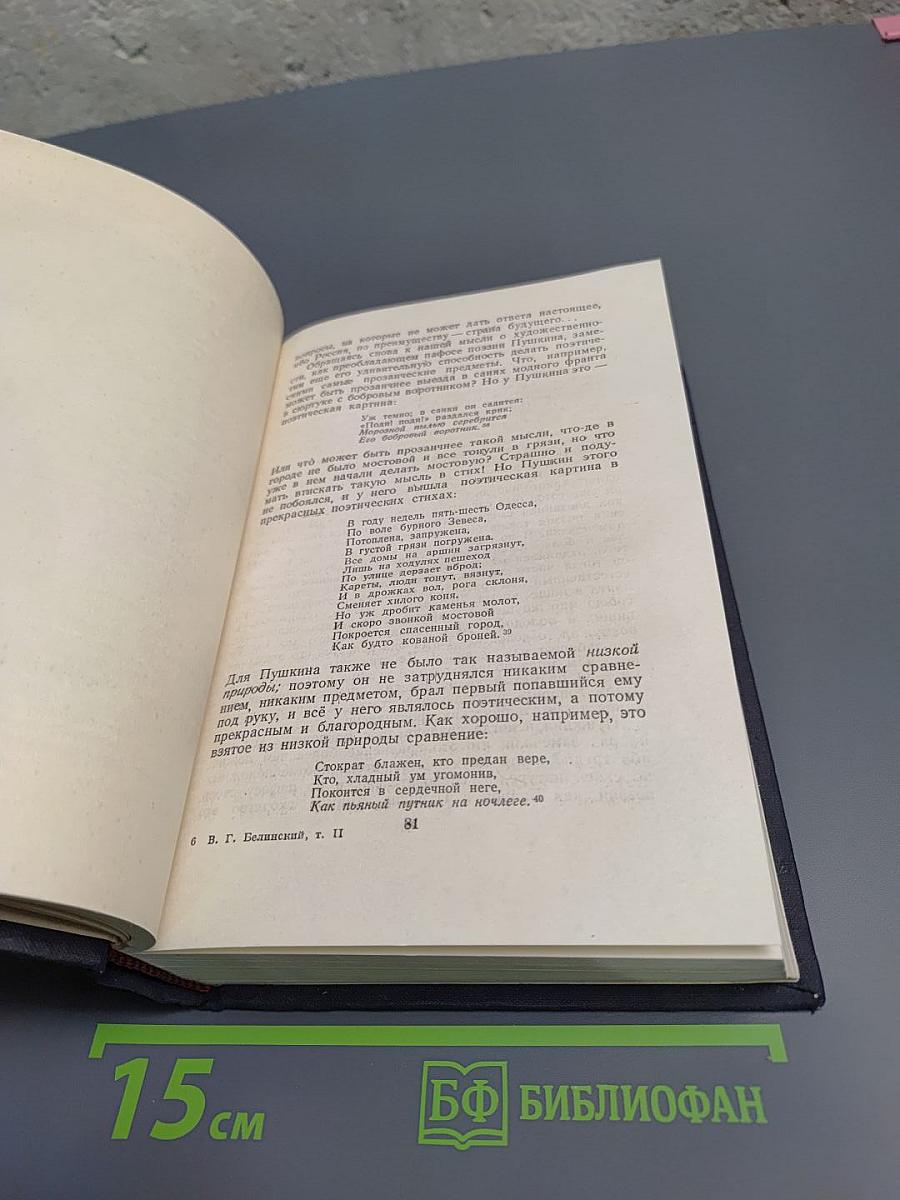 вопросы, на которые не может дать ответа настоящее,
ибо Россия, по преимуществу — страна будущего...
Обращаясь снова к нашей мысли о художественно-
сти, как преобладающем пафосе поэзии Пушкина, заме-
тим еще его удивительную способность делать поэтиче-
скими самые прозаические предметы. Что, например,
может быть прозаичнее выезда в санях модного франта
в сюртуке с бобровым воротником? Но у Пушкина это —
поэтическая картина:
Уж темно; в санки он садится:
«Поди! поди!» раздался крик;
Морозной пылью серебрится
Его бобровый воротник.³⁸
Или что́ может быть прозаичнее такой мысли, что-де в
городе не было мостовой и все тонули в грязи, но что
уже в нем начали делать мостовую? Страшно и поду-
мать втискать такую мысль в стих! Но Пушкин этого
не побоялся, и у него вышла поэтическая картина в
прекрасных поэтических стихах:
В году недель пять-шесть Одесса,
По воле бурного Зевеса,
Потоплена, запружена,
В густой грязи погружена.
Все домы на аршин загрязнут,
Лишь на ходулях пешеход
По улице дерзает вброд;
Кареты, люди тонут, вязнут,
И в дрожках вол, рога склоня,
Сменяет хилого коня.
Но уж дробит каменья молот,
И скоро звонкой мостовой
Покроется спасенный город,
Как будто кованой броней.³⁹
Для Пушкина также не было так называемой низкой
природы; поэтому он не затруднялся никаким сравне-
нием, никаким предметом, брал первый попавшийся ему
под руку, и всё у него являлось поэтическим, а потому
прекрасным и благородным. Как хорошо, например, это
взятое из низкой природы сравнение:
Стократ блажен, кто предан вере,
Кто, хладный ум угомонив,
Покоится в сердечной неге,
Как пьяный путник на ночлеге.⁴⁰
6 В. Г. Белинский, т. II
81
15 см
БФ БИБЛИОФАН